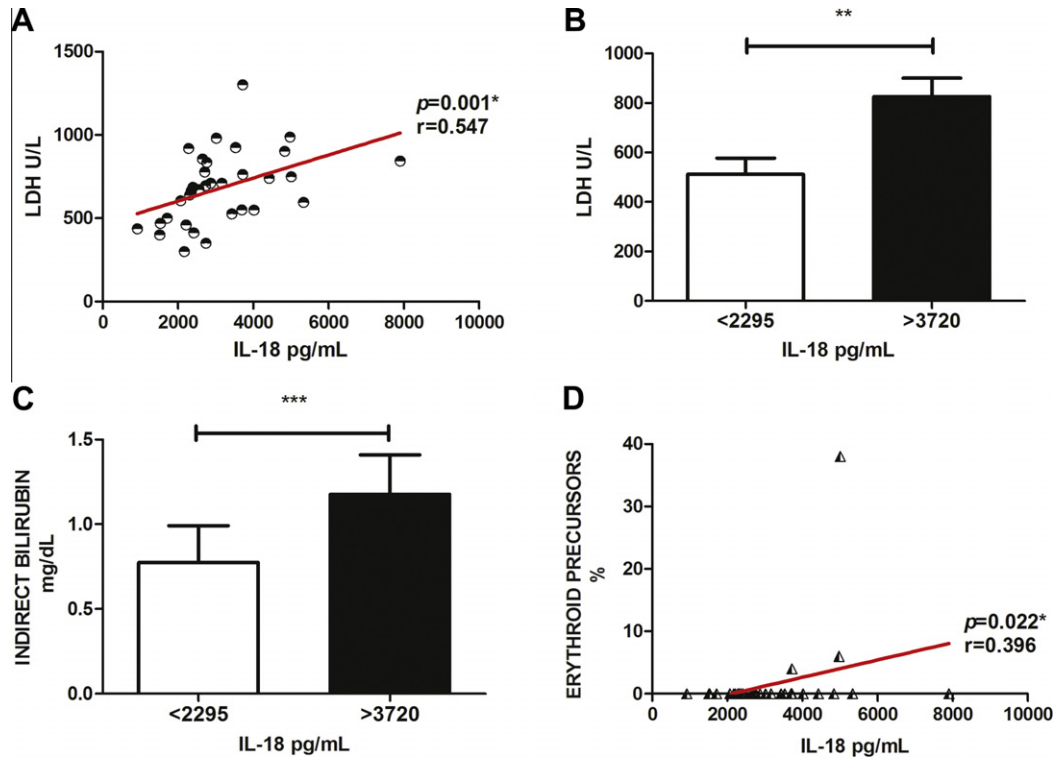 A
1500
1000
500
0
LDH U/L
0 2000 4000 6000 8000 10000
IL-18 pg/mL
p=0.001*
r=0.547
B
**
1000
800
600
400
200
0
LDH U/L
<2295 >3720
IL-18 pg/mL
C
***
1.5
1.0
0.5
0.0
INDIRECT BILIRUBIN
mg/dL
<2295 >3720
IL-18 pg/mL
D
40
30
20
10
0
ERYTHROID PRECURSORS
%
0 2000 4000 6000 8000 10000
IL-18 pg/mL
p=0.022*
r=0.396